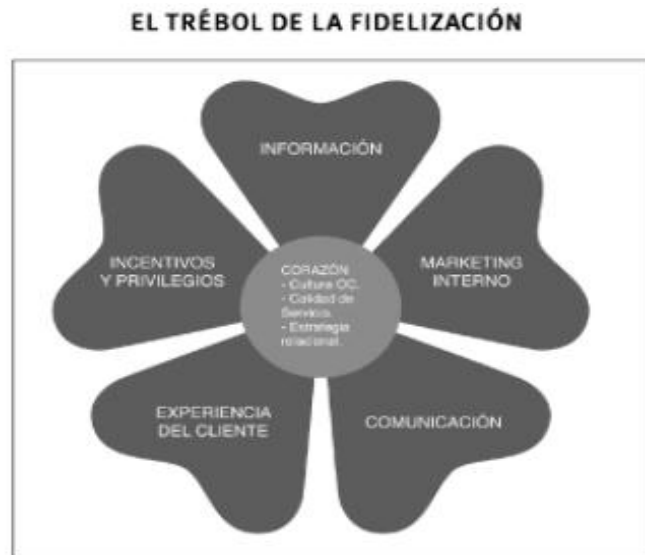 EL TRÉBOL DE LA FIDELIZACIÓN
INFORMACIÓN
INCENTIVOS
Y PRIVILEGIOS
CORAZÓN
- Cultura OC.
- Calidad de
Servicio.
- Estrategia
relacional.
MARKETING
INTERNO
EXPERIENCIA
DEL CLIENTE
COMUNICACIÓN